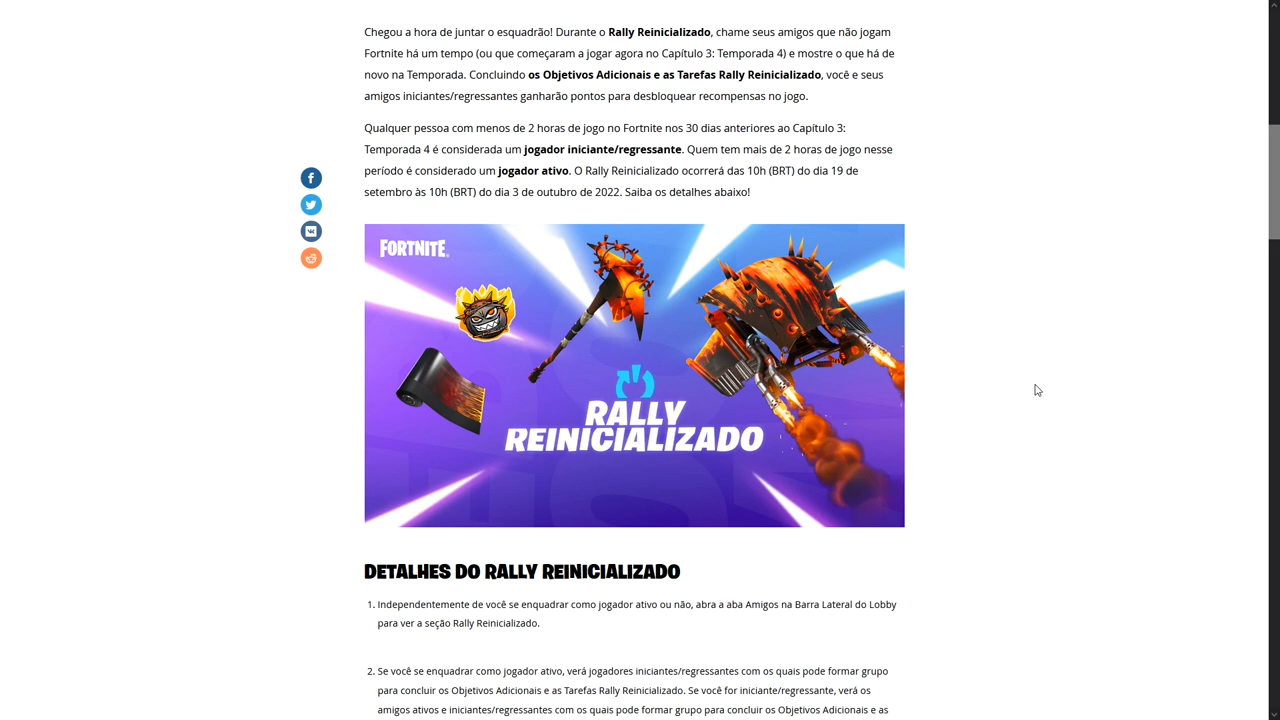 Chegou a hora de juntar o esquadrão! Durante o Rally Reinicializado, chame seus amigos que não jogam
Fortnite há um tempo (ou que começaram a jogar agora no Capítulo 3: Temporada 4) e mostre o que há de
novo na Temporada. Concluindo os Objetivos Adicionais e as Tarefas Rally Reinicializado, você e seus
amigos iniciantes/regressantes ganharão pontos para desbloquear recompensas no jogo.
Qualquer pessoa com menos de 2 horas de jogo no Fortnite nos 30 dias anteriores ao Capítulo 3:
Temporada 4 é considerada um jogador iniciante/regressante. Quem tem mais de 2 horas de jogo nesse
período é considerado um jogador ativo. O Rally Reinicializado ocorrerá das 10h (BRT) do dia 19 de
setembro às 10h (BRT) do dia 3 de outubro de 2022. Saiba os detalhes abaixo!
FORTNITE
RALLY
REINICIALIZADO
DETALHES DO RALLY REINICIALIZADO
1. Independentemente de você se enquadrar como jogador ativo ou não, abra a aba Amigos na Barra Lateral do Lobby
para ver a seção Rally Reinicializado.
2. Se você se enquadrar como jogador ativo, verá jogadores iniciantes/regressantes com os quais pode formar grupo
para concluir os Objetivos Adicionais e as Tarefas Rally Reinicializado. Se você for iniciante/regressante, verá os
amigos ativos e iniciantes/regressantes com os quais pode formar grupo para concluir os Objetivos Adicionais e as